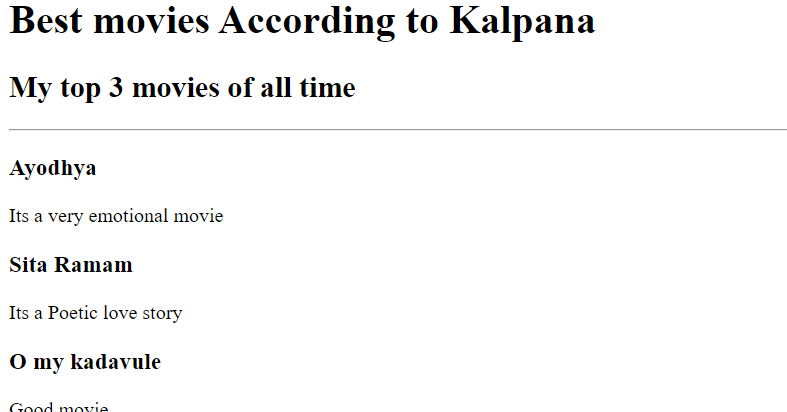 Best movies According to Kalpana
My top 3 movies of all time
Ayodhya
Its a very emotional movie
Sita Ramam
Its a Poetic love story
O my kadavule
Good movie